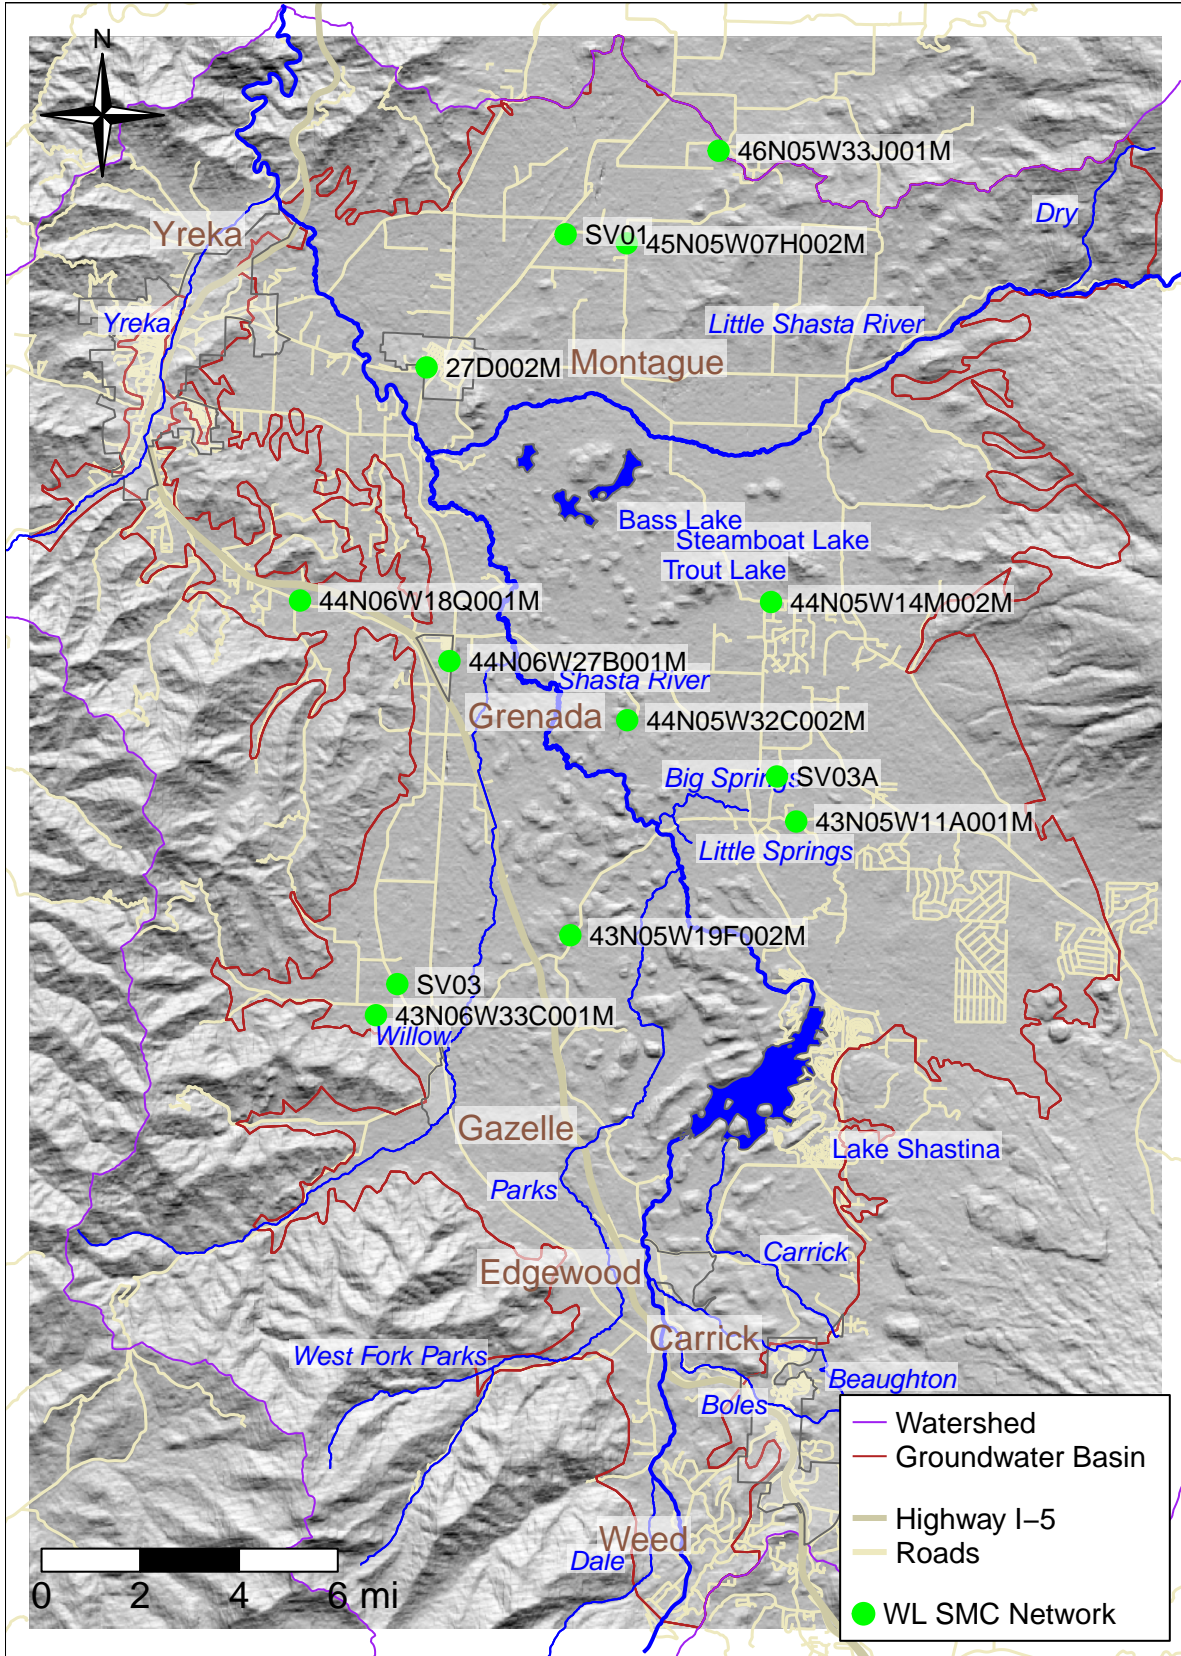 N
46N05W33J001M
Dry
Yreka
SV01
45N05W07H002M
Yreka
Little Shasta River
27D002M
Montague
Bass Lake
Steamboat Lake
Trout Lake
44N06W18Q001M
44N05W14M002M
44N06W27B001M
Shasta River
Grenada
44N05W32C002M
Big Springs
SV03A
43N05W11A001M
Little Springs
43N05W19F002M
SV03
43N06W33C001M
Willow
Gazelle
Lake Shastina
Parks
Carrick
Edgewood
Carrick
West Fork Parks
Beaughton
Boles
Watershed
Groundwater Basin
Highway I−5
Roads
WL SMC Network
Weed
Dale
0 2 4 6 mi